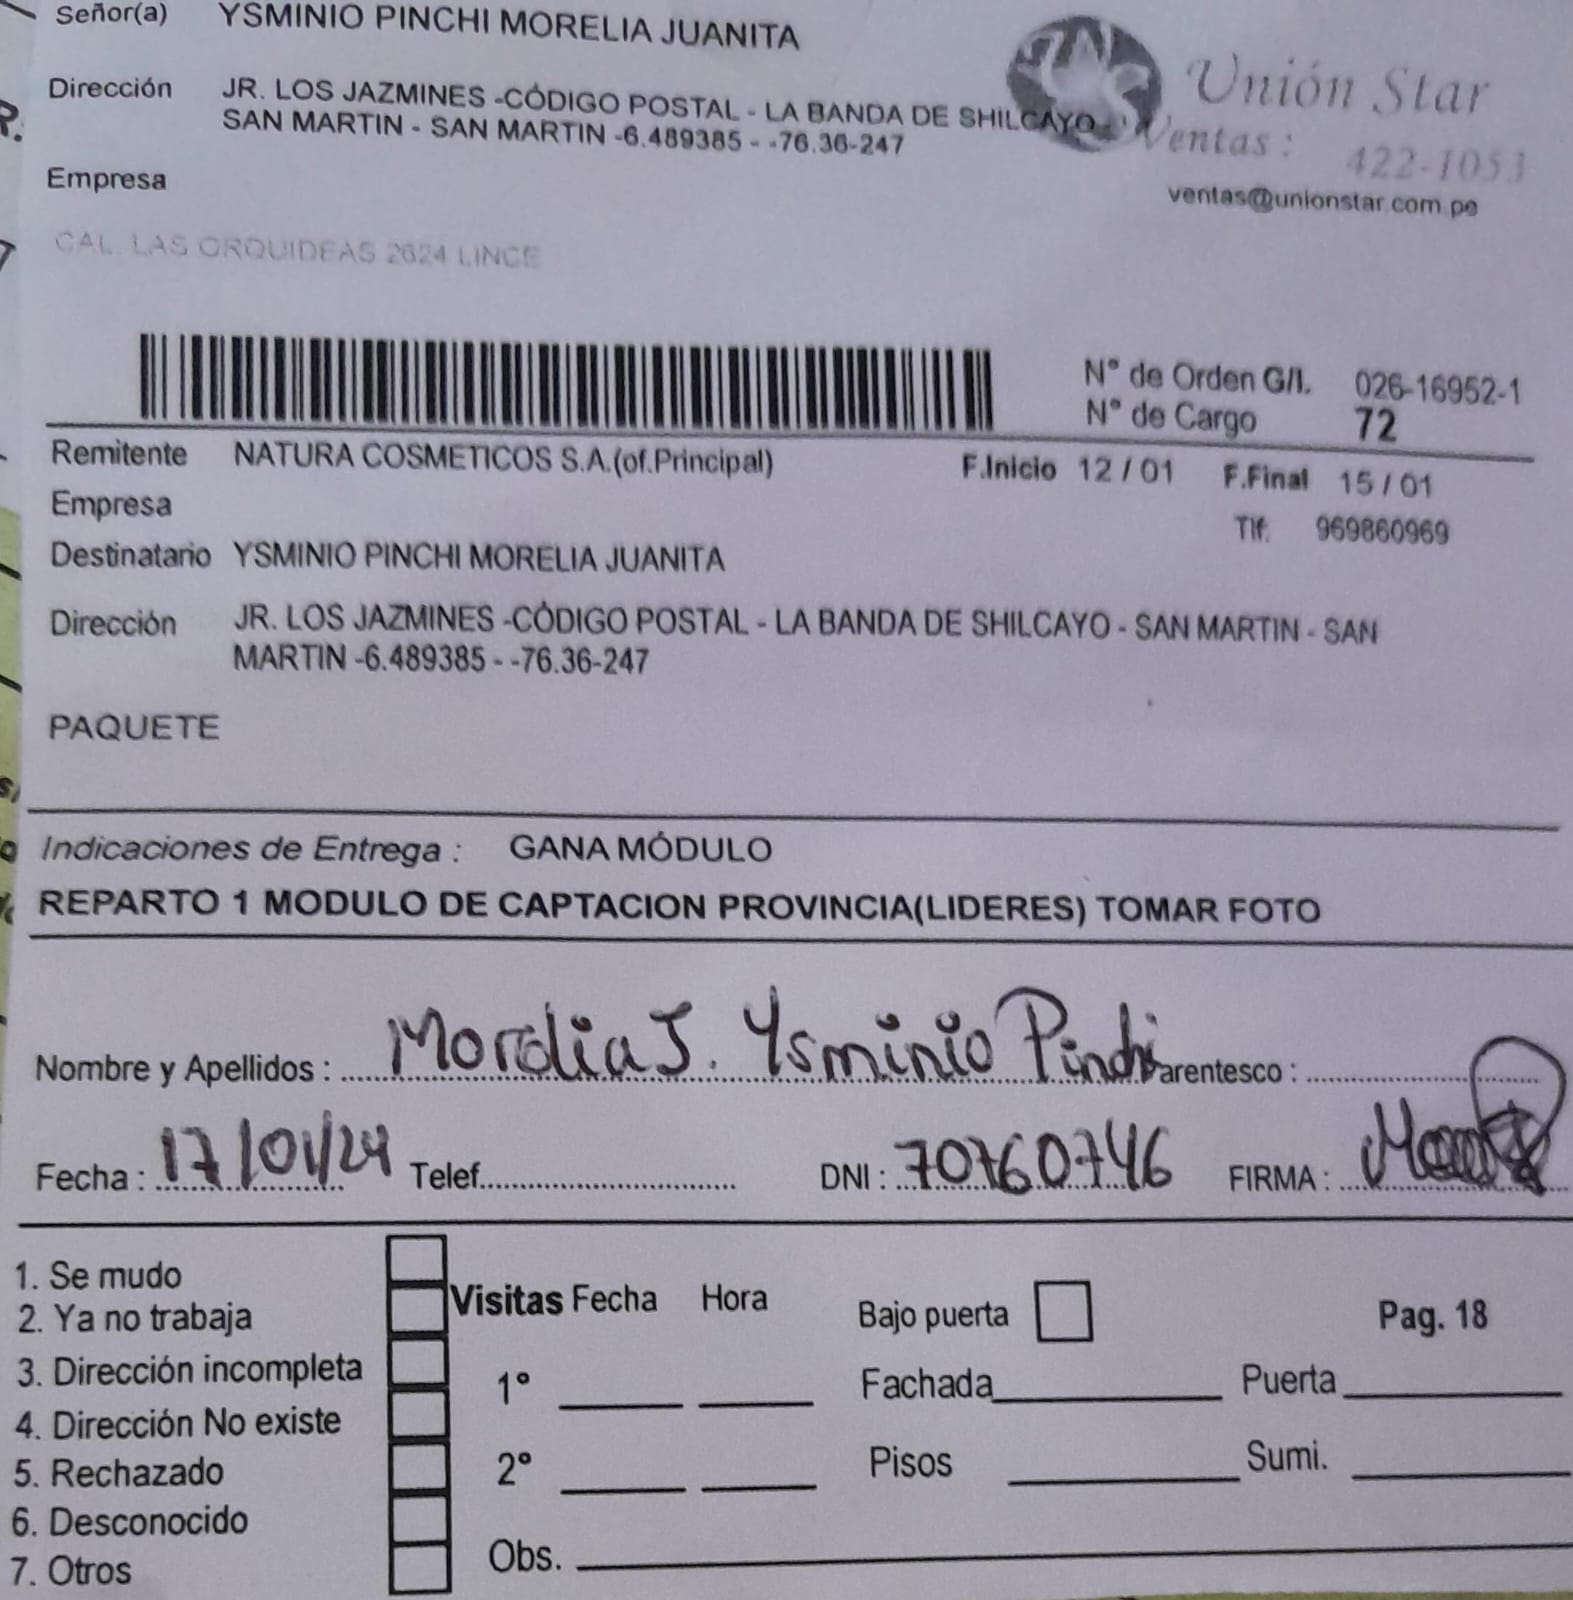 Señor(a) YSMINIO PINCHI MORELIA JUANITA
Dirección JR. LOS JAZMINES -CÓDIGO POSTAL - LA BANDA DE SHILCAYO -
SAN MARTIN - SAN MARTIN -6.489385 - -76.36-247
Unión Star
Ventas : 422-1053
ventas@unionstar.com.pe
Empresa
CAL. LAS ORQUIDEAS 2624 LINCE
N° de Orden G/I. 026-16952-1
N° de Cargo 72
Remitente NATURA COSMETICOS S.A.(of.Principal) F.Inicio 12 / 01 F.Final 15 / 01
Empresa
Tlf. 969860969
Destinatario YSMINIO PINCHI MORELIA JUANITA
Dirección JR. LOS JAZMINES -CÓDIGO POSTAL - LA BANDA DE SHILCAYO - SAN MARTIN - SAN
MARTIN -6.489385 - -76.36-247
PAQUETE
Indicaciones de Entrega : GANA MÓDULO
REPARTO 1 MODULO DE CAPTACION PROVINCIA(LIDERES) TOMAR FOTO
Nombre y Apellidos : Morelia J. Ysminio Pinchi arentesco :
Fecha : 17/01/24 Telef. DNI : 70760746 FIRMA :
1. Se mudo
2. Ya no trabaja
3. Dirección incompleta
4. Dirección No existe
5. Rechazado
6. Desconocido
7. Otros
Visitas Fecha Hora
1°
2°
Obs.
Bajo puerta Pag. 18
Fachada Puerta
Pisos Sumi.